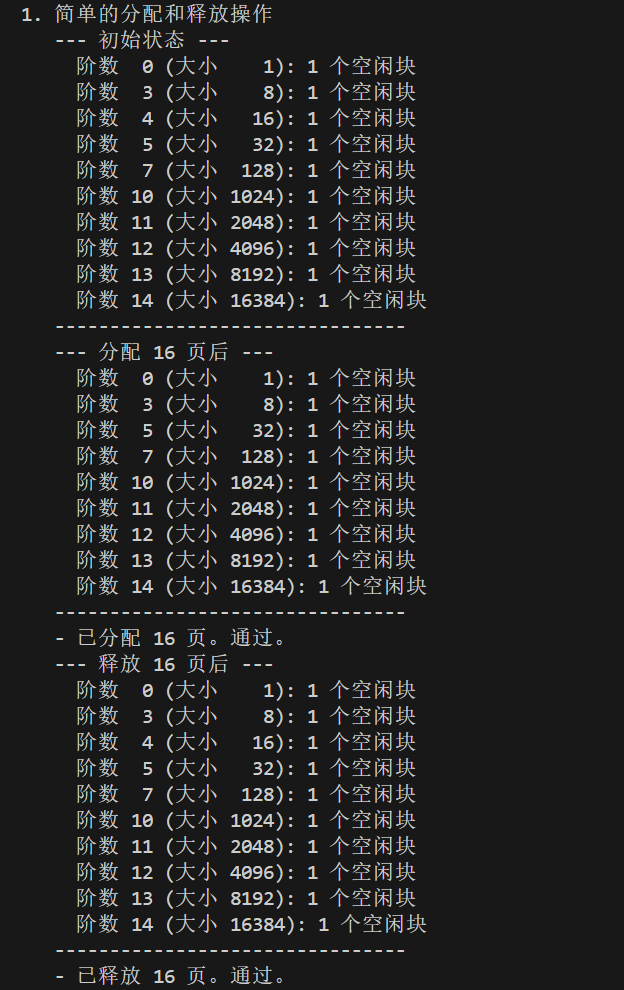 1. 简单的分配和释放操作
--- 初始状态 ---
阶数  0 (大小    1): 1 个空闲块
阶数  3 (大小    8): 1 个空闲块
阶数  4 (大小   16): 1 个空闲块
阶数  5 (大小   32): 1 个空闲块
阶数  7 (大小  128): 1 个空闲块
阶数 10 (大小 1024): 1 个空闲块
阶数 11 (大小 2048): 1 个空闲块
阶数 12 (大小 4096): 1 个空闲块
阶数 13 (大小 8192): 1 个空闲块
阶数 14 (大小 16384): 1 个空闲块
--------------------------------
--- 分配 16 页后 ---
阶数  0 (大小    1): 1 个空闲块
阶数  3 (大小    8): 1 个空闲块
阶数  5 (大小   32): 1 个空闲块
阶数  7 (大小  128): 1 个空闲块
阶数 10 (大小 1024): 1 个空闲块
阶数 11 (大小 2048): 1 个空闲块
阶数 12 (大小 4096): 1 个空闲块
阶数 13 (大小 8192): 1 个空闲块
阶数 14 (大小 16384): 1 个空闲块
--------------------------------
- 已分配 16 页。通过。
--- 释放 16 页后 ---
阶数  0 (大小    1): 1 个空闲块
阶数  3 (大小    8): 1 个空闲块
阶数  4 (大小   16): 1 个空闲块
阶数  5 (大小   32): 1 个空闲块
阶数  7 (大小  128): 1 个空闲块
阶数 10 (大小 1024): 1 个空闲块
阶数 11 (大小 2048): 1 个空闲块
阶数 12 (大小 4096): 1 个空闲块
阶数 13 (大小 8192): 1 个空闲块
阶数 14 (大小 16384): 1 个空闲块
--------------------------------
- 已释放 16 页。通过。